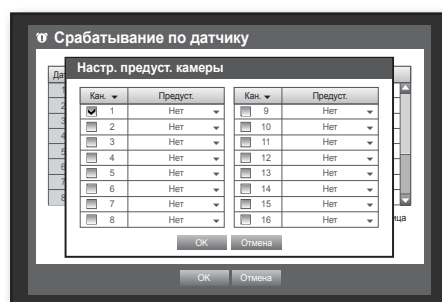 Срабатывание по датчику
Настр. предуст. камеры
Кан. Предуст. Кан. Предуст.
1 Нет 9 Нет
2 Нет 10 Нет
3 Нет 11 Нет
4 Нет 12 Нет
5 Нет 13 Нет
6 Нет 14 Нет
7 Нет 15 Нет
8 Нет 16 Нет
OK Отмена
OK Отмена